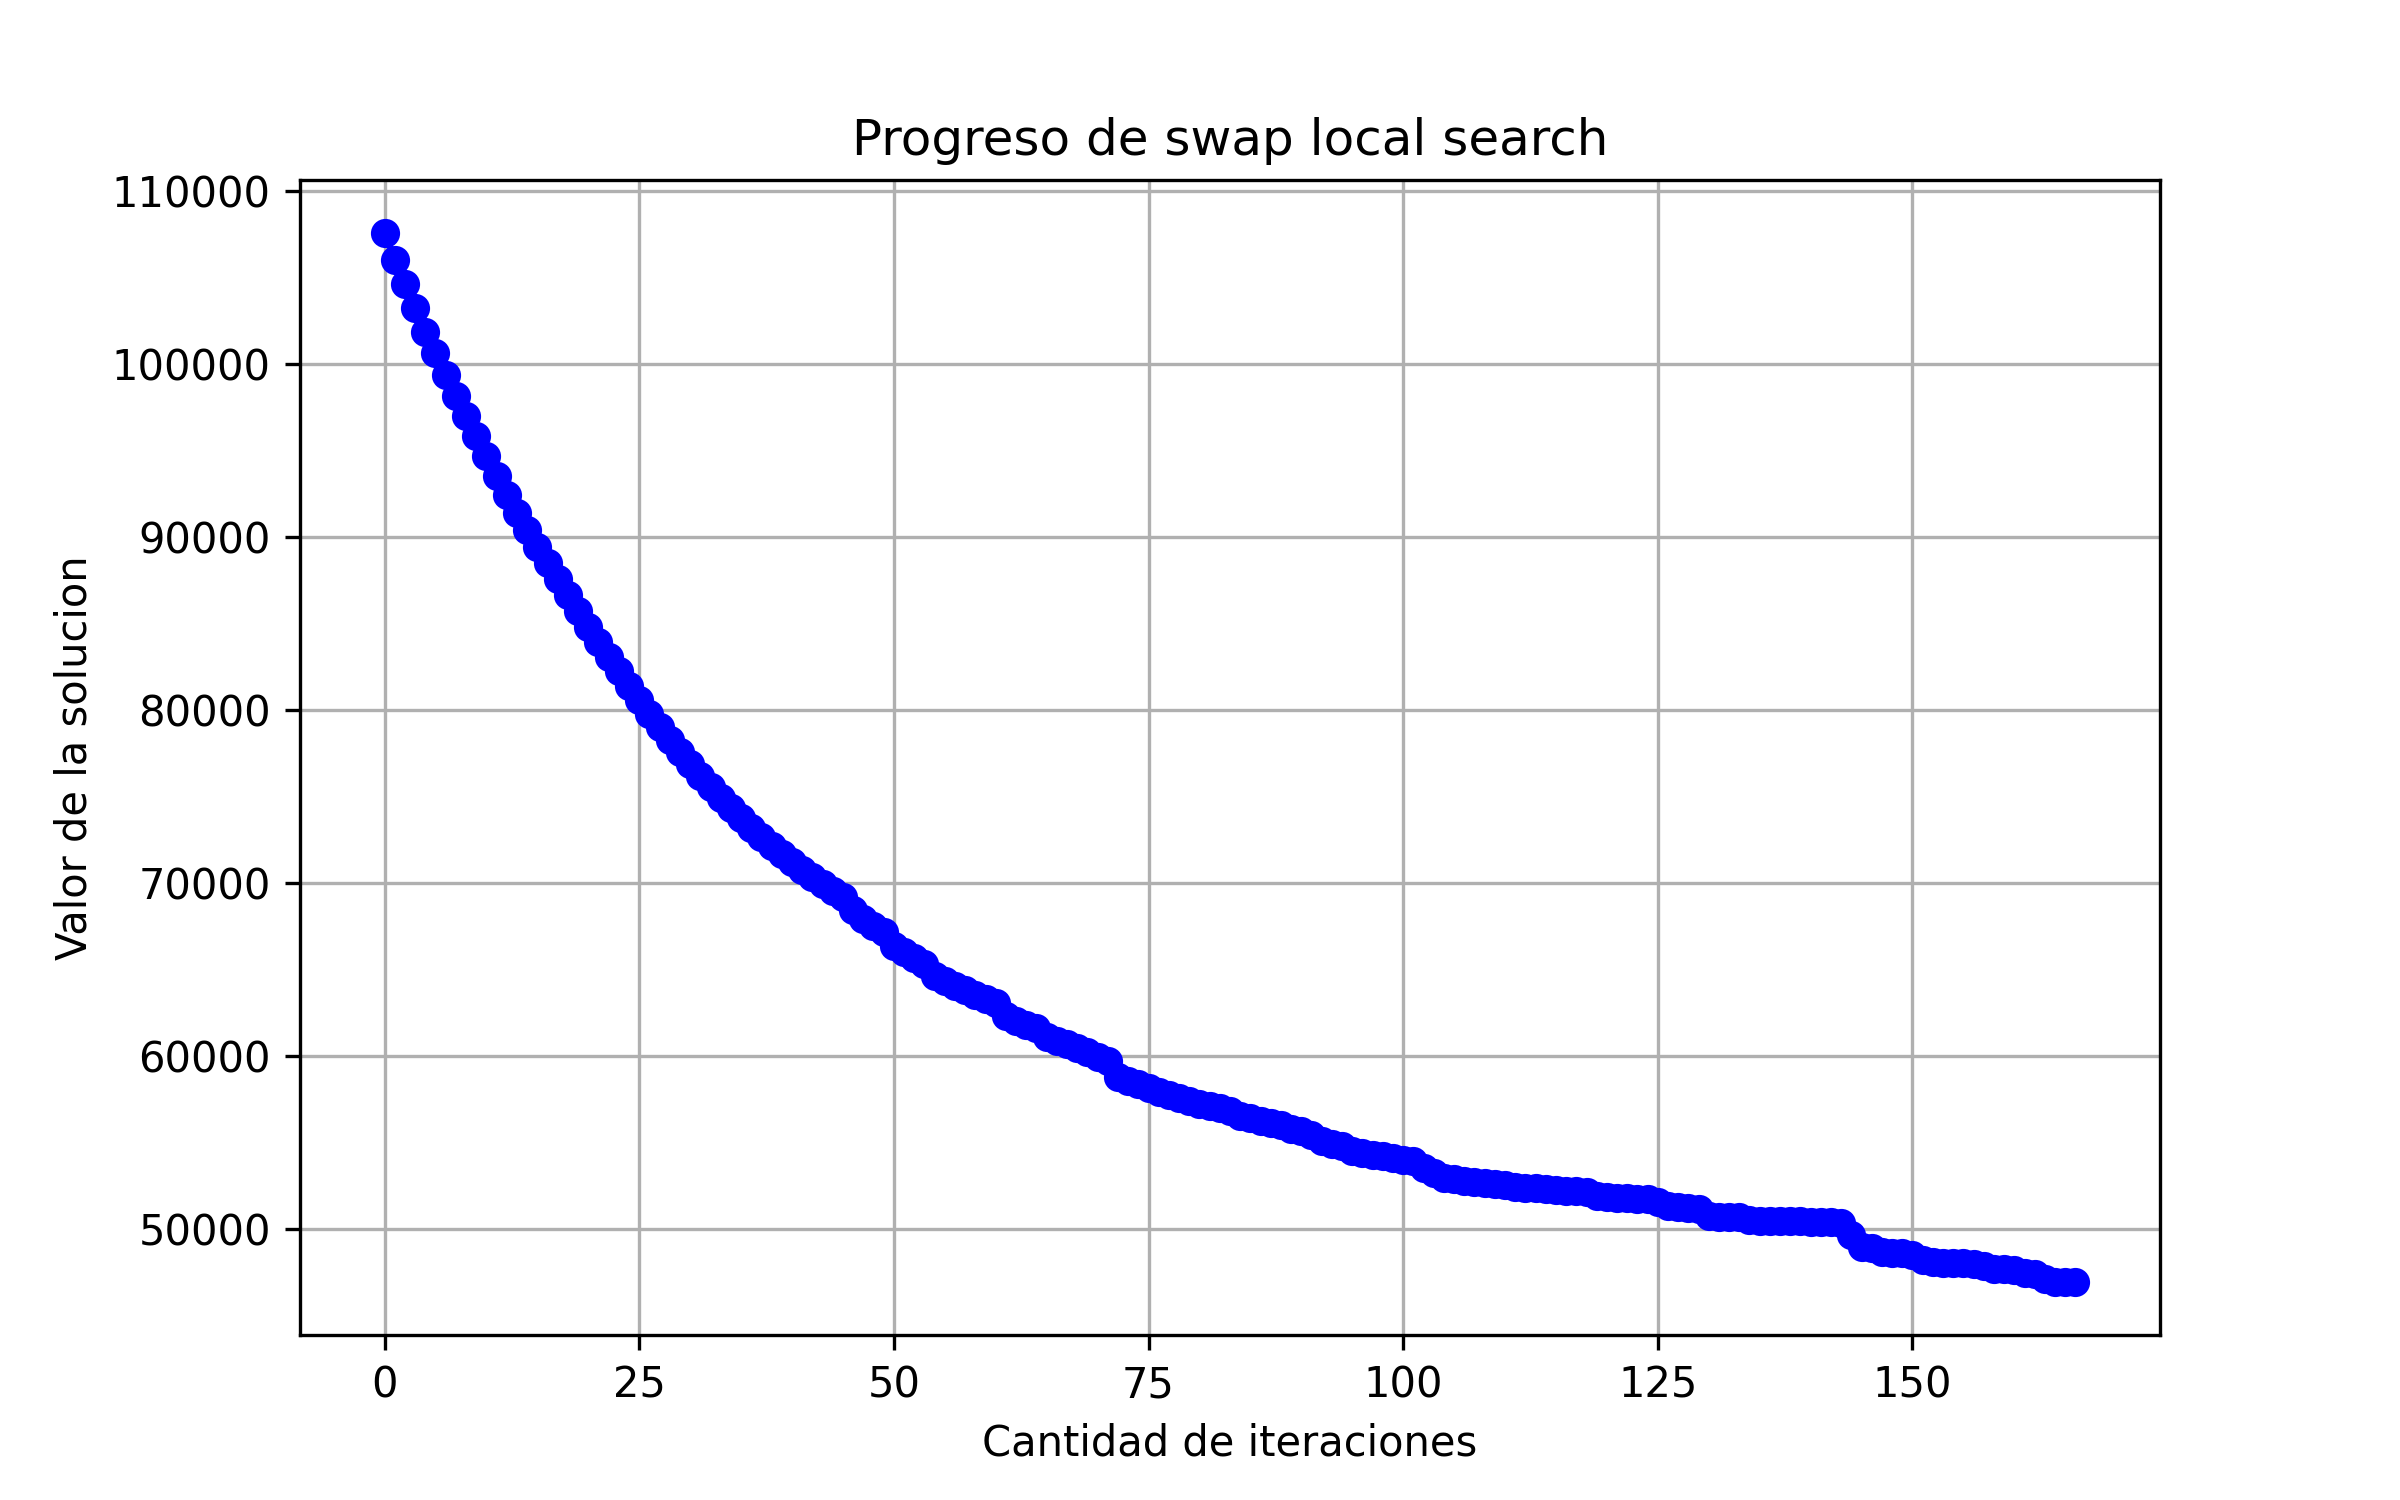 Progreso de swap local search
110000
100000
90000
80000
70000
60000
50000
Valor de la solucion
0 25 50 75 100 125 150
Cantidad de iteraciones